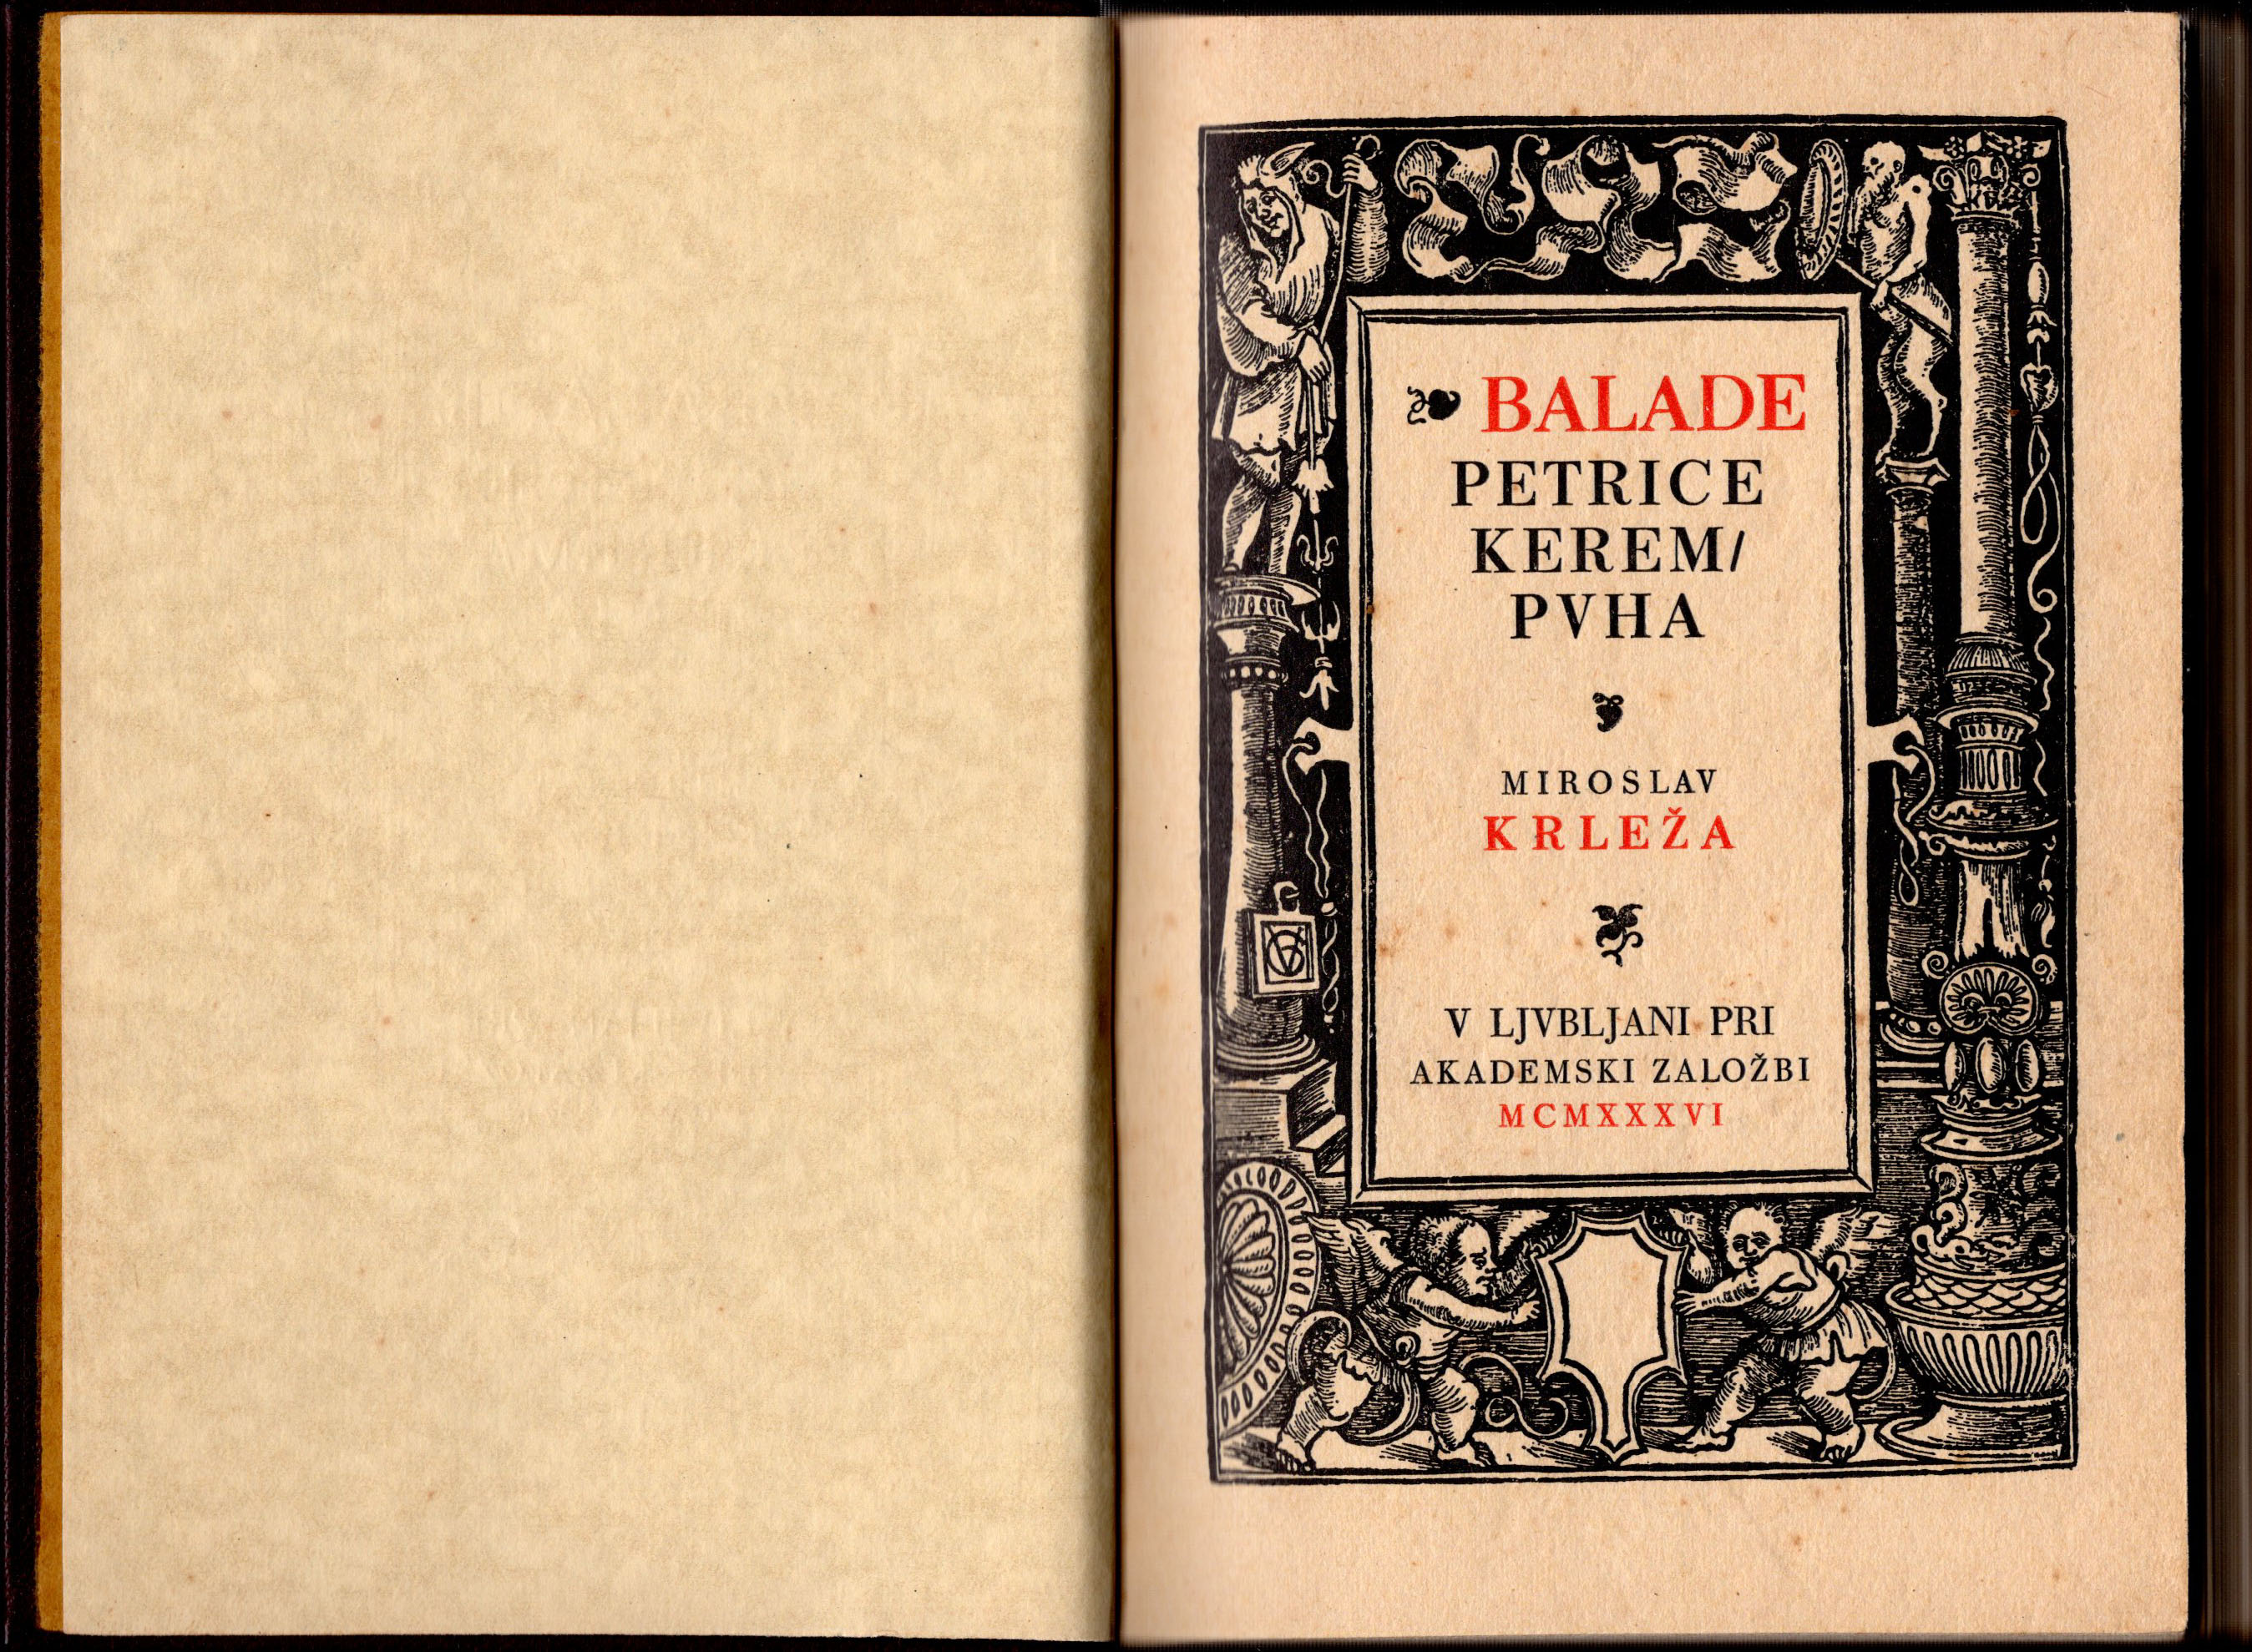 BALADE
PETRICE
KEREM/
PVHA
MIROSLAV
KRLEŽA
V LJVBLJANI PRI
AKADEMSKI ZALOŽBI
MCMXXXVI